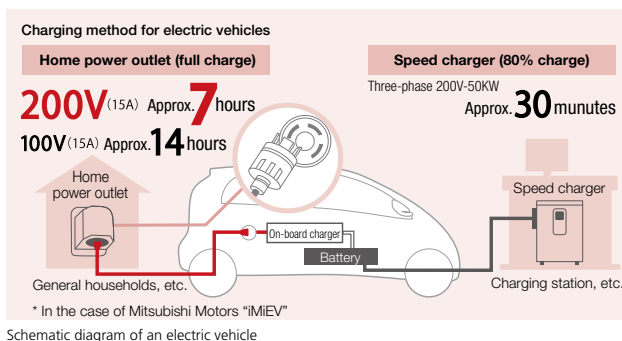 Charging method for electric vehicles
Home power outlet (full charge)
200V(15A) Approx.7hours
100V(15A) Approx.14hours
Speed charger (80% charge)
Three-phase 200V-50KW
Approx.30munutes
Home
power outlet
Speed charger
On-board charger
Battery
General households, etc.
Charging station, etc.
* In the case of Mitsubishi Motors “iMiEV”
Schematic diagram of an electric vehicle